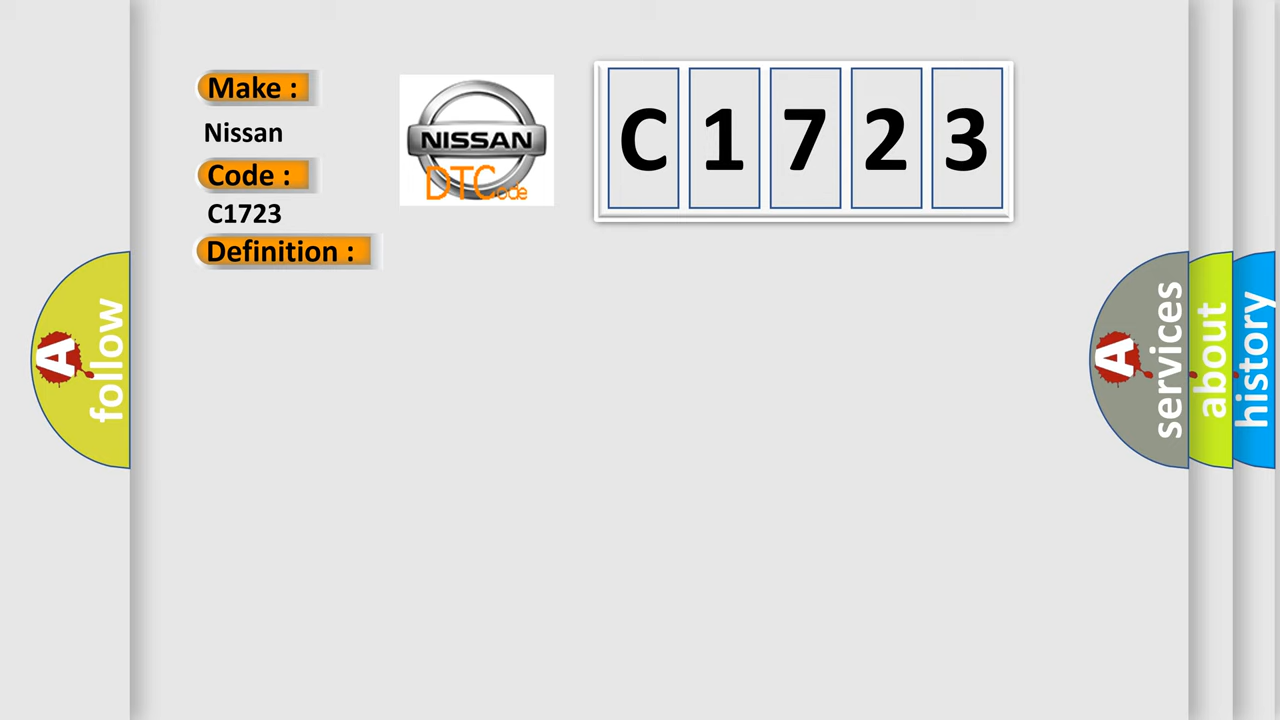 Make :
Nissan
Code :
C1723
Definition :
NISSAN
DTCode
C 1 7 2 3
A follow
A services
about
history